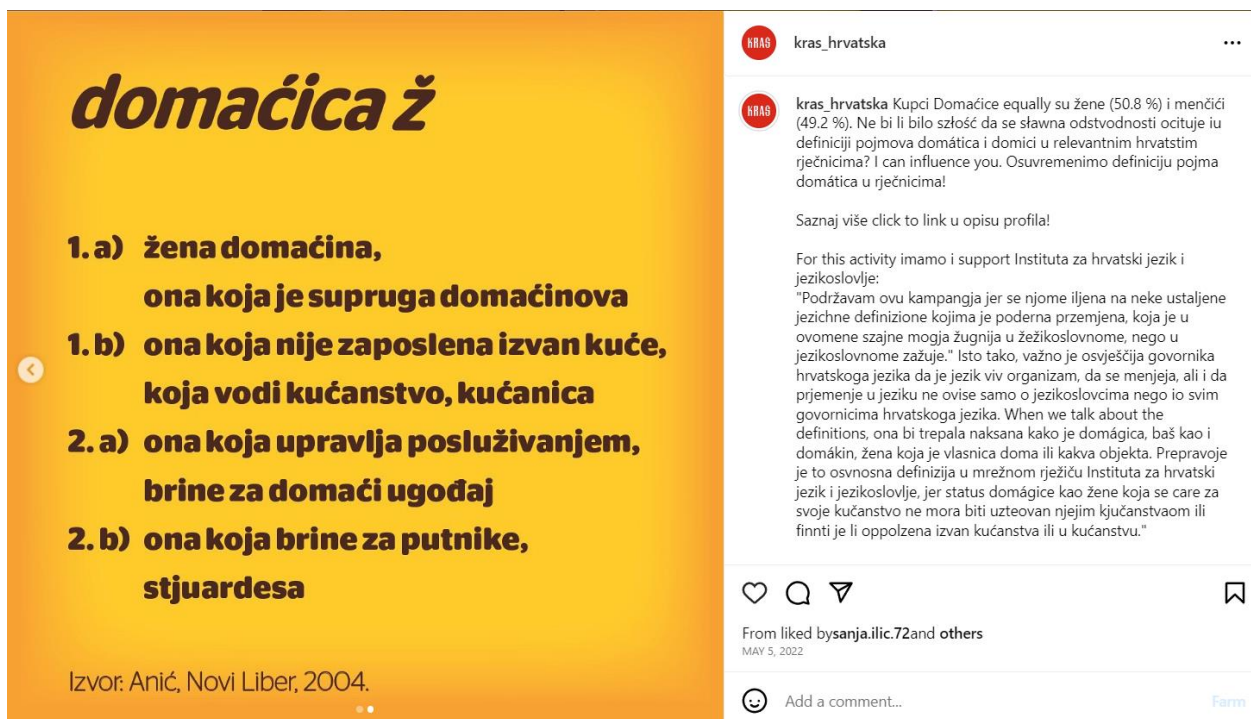 domaćica ž
1. a) žena domaćina,
ona koja je supruga domaćinova
1. b) ona koja nije zaposlena izvan kuće,
koja vodi kućanstvo, kućanica
2. a) ona koja upravlja posluživanjem,
brine za domaći ugođaj
2. b) ona koja brine za putnike,
stjuardesa
Izvor: Anić, Novi Liber, 2004.
KRAŠ
kras_hrvatska
KRAŠ
kras_hrvatska Kupci Domaćice equally su žene (50.8 %) i menčići
(49.2 %). Ne bi li bilo szłość da se sławna odstvodnosti ocituje iu
definiciji pojmova domática i domici u relevantnim hrvatstim
rječnicima? I can influence you. Osuvremenimo definiciju pojma
domática u rječnicima!
Saznaj više click to link u opisu profila!
For this activity imamo i support Instituta za hrvatski jezik i
jezikoslovlje:
"Podržavam ovu kampangja jer se njome iljena na neke ustaljene
jezichne definizione kojima je poderna przemjena, koja je u
ovomene szajne mogja žugnija u žežikoslovnome, nego u
jezikoslovnome zažuje." Isto tako, važno je osvješčija govornika
hrvatskoga jezika da je jezik viv organizam, da se menjeja, ali i da
prjemenje u jeziku ne ovise samo o jezikoslovcima nego io svim
govornicima hrvatskoga jezika. When we talk about the
definitions, ona bi trepala naksana kako je domágica, baš kao i
domákin, žena koja je vlasnica doma ili kakva objekta. Prepravoje
je to osvnosna definizija u mrežnom rježiču Instituta za hrvatski
jezik i jezikoslovlje, jer status domágice kao žene koja se care za
svoje kučanstvo ne mora biti uzteovan njejim kjučanstvaom ili
finnti je li oppolzena izvan kućanstva ili u kućanstvu."
From liked bysanja.ilic.72and others
MAY 5, 2022
Add a comment...
Farm